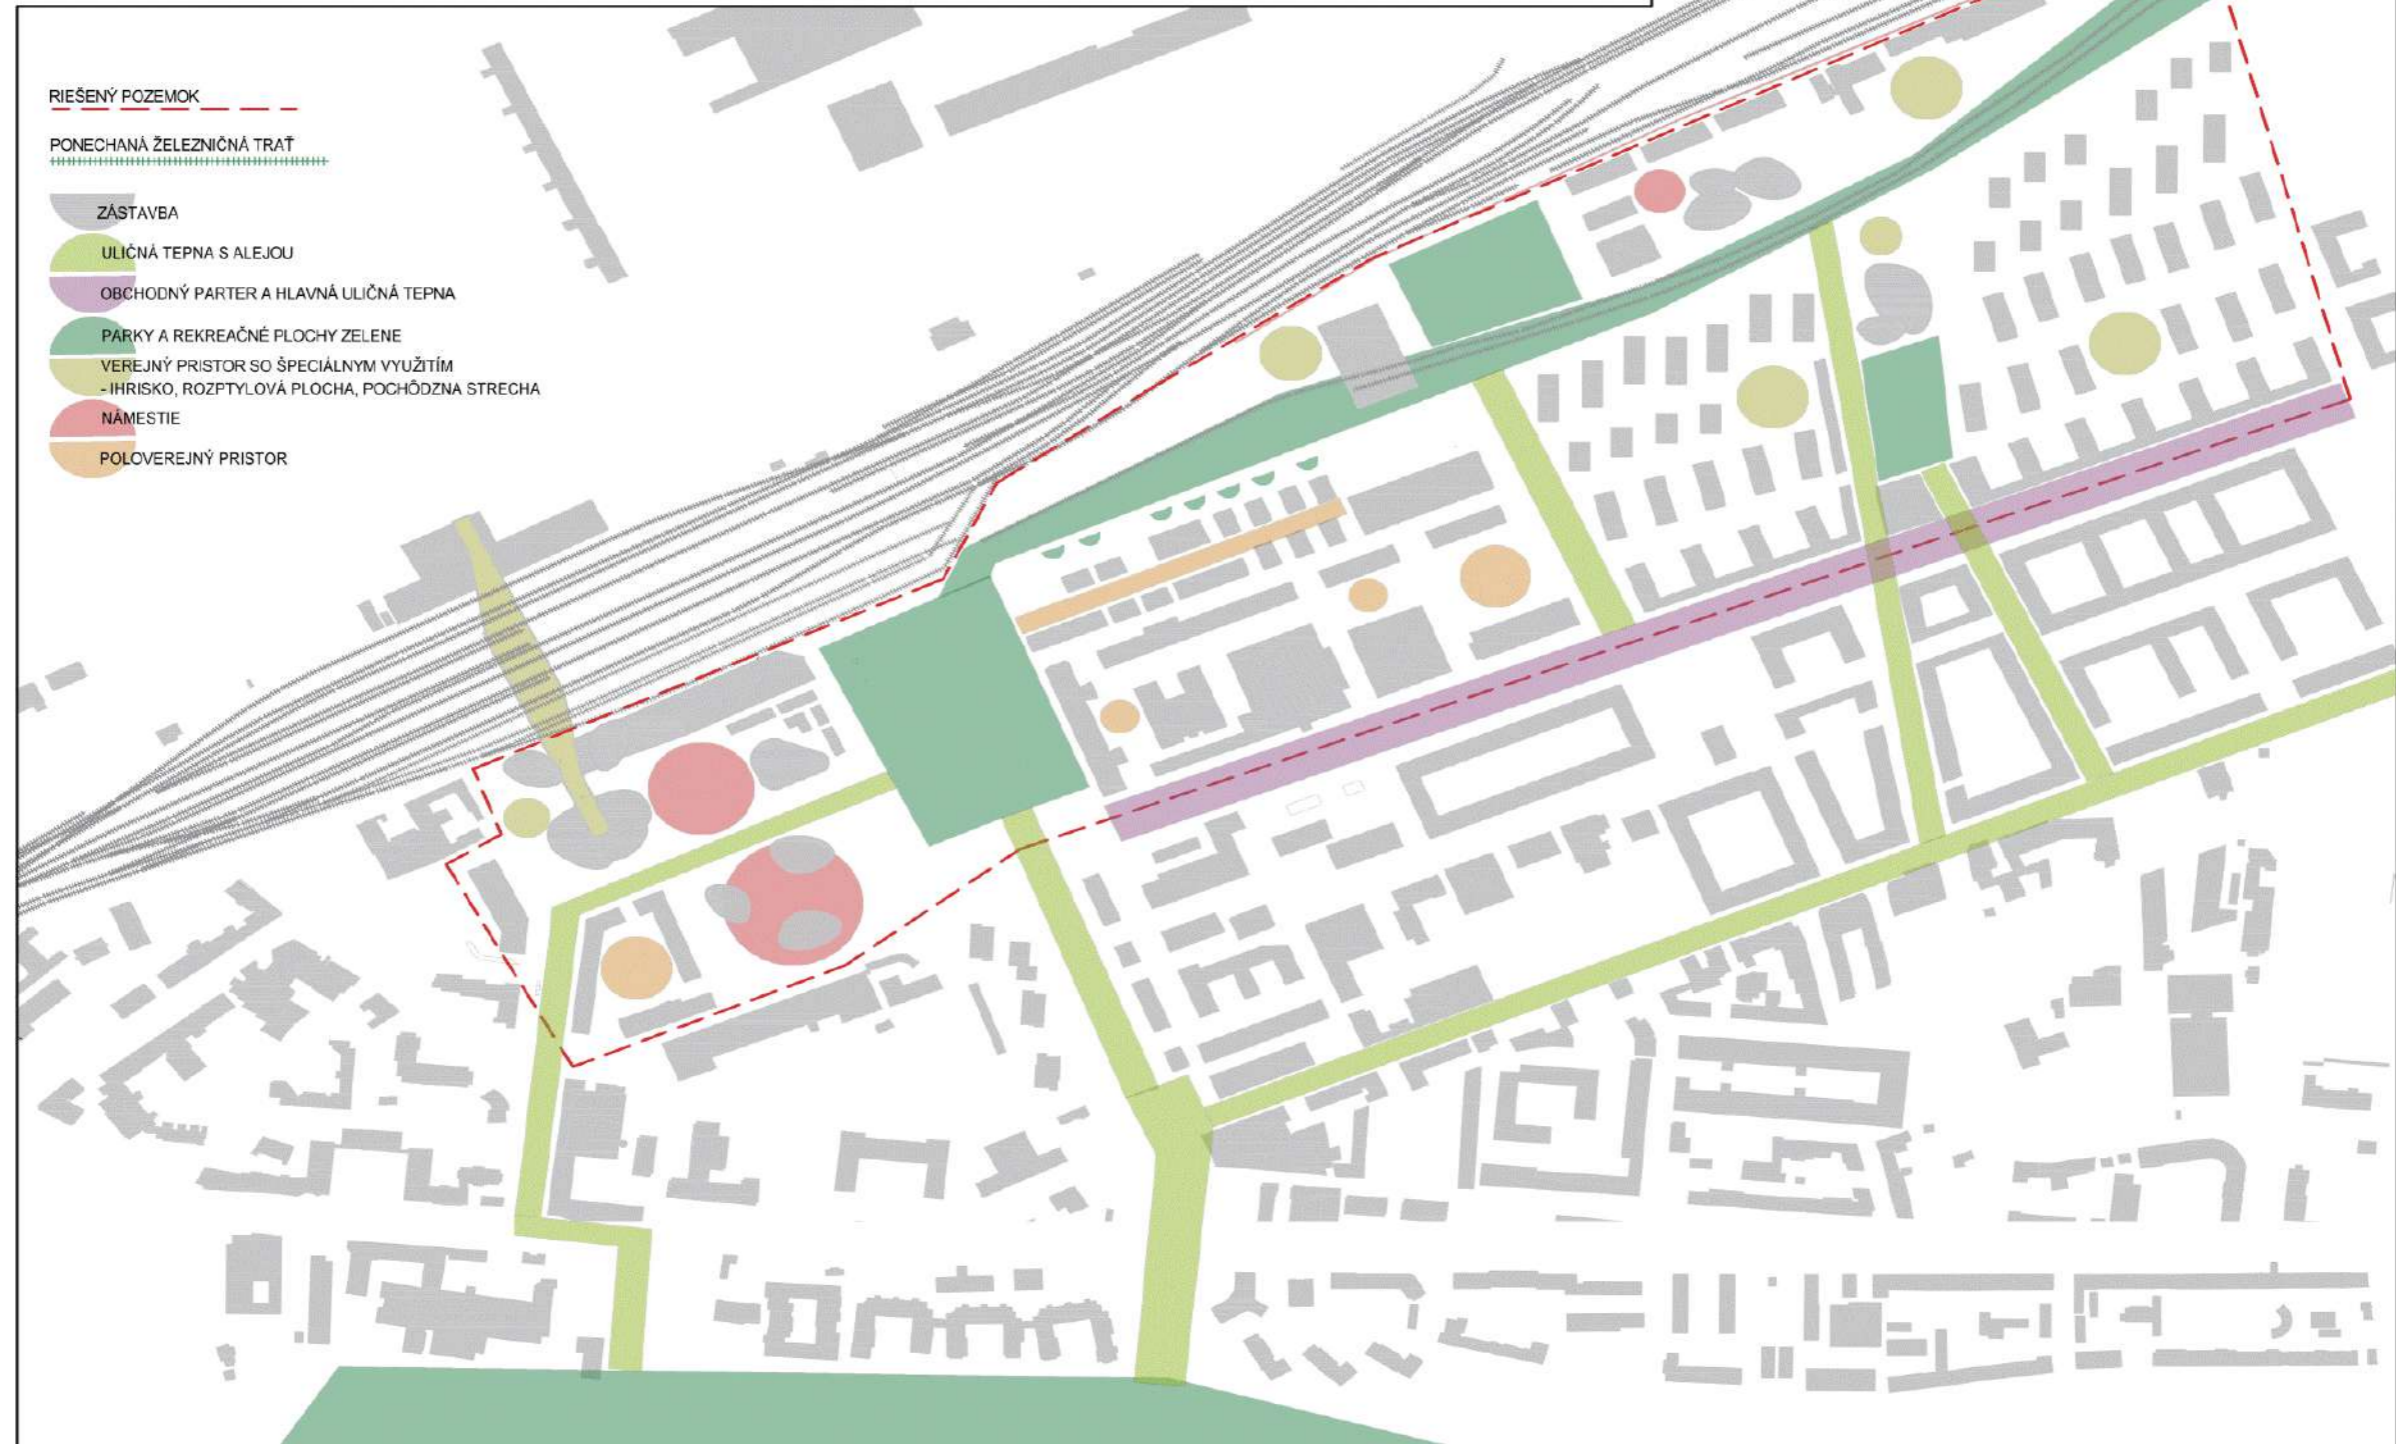 RIEŠENÝ POZEMOK
PONECHANÁ ŽELEZNIČNÁ TRAŤ
ZÁSTAVBA
ULIČNÁ TEPNA S ALEJOU
OBCHODNÝ PARTER A HLAVNÁ ULIČNÁ TEPNA
PARKY A REKREAČNÉ PLOCHY ZELENE
VEREJNÝ PRISTOR SO ŠPECIÁLNYM VYUŽITÍM
- IHRISKO, ROZPTYLOVÁ PLOCHA, POCHÔDZNA STRECHA
NÁMESTIE
POLOVEREJNÝ PRISTOR